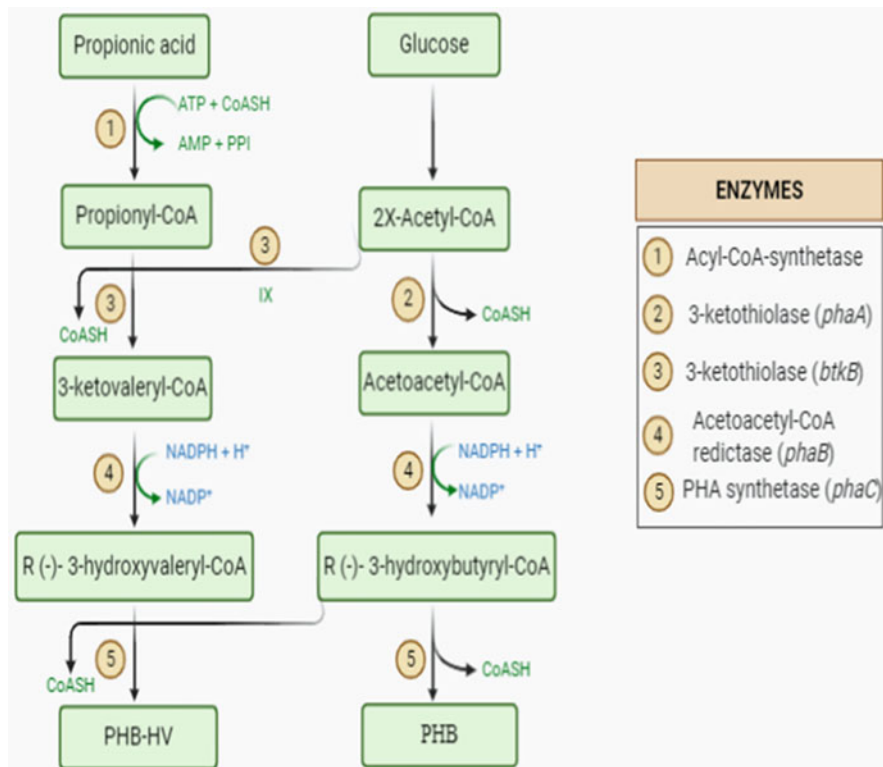 Propionic acid
Glucose
ATP + CoASH
1
AMP + PPI
Propionyl-CoA
2X-Acetyl-CoA
3
IX
3
CoASH
2
CoASH
3-ketovaleryl-CoA
Acetoacetyl-CoA
NADPH + H⁺
4
NADP⁺
NADPH + H⁺
4
NADP⁺
R (-)- 3-hydroxyvaleryl-CoA
R (-)- 3-hydroxybutyryl-CoA
5
CoASH
5
CoASH
PHB-HV
PHB
ENZYMES
1 Acyl-CoA-synthetase
2 3-ketothiolase (phaA)
3 3-ketothiolase (btkB)
4 Acetoacetyl-CoA
redictase (phaB)
5 PHA synthetase (phaC)